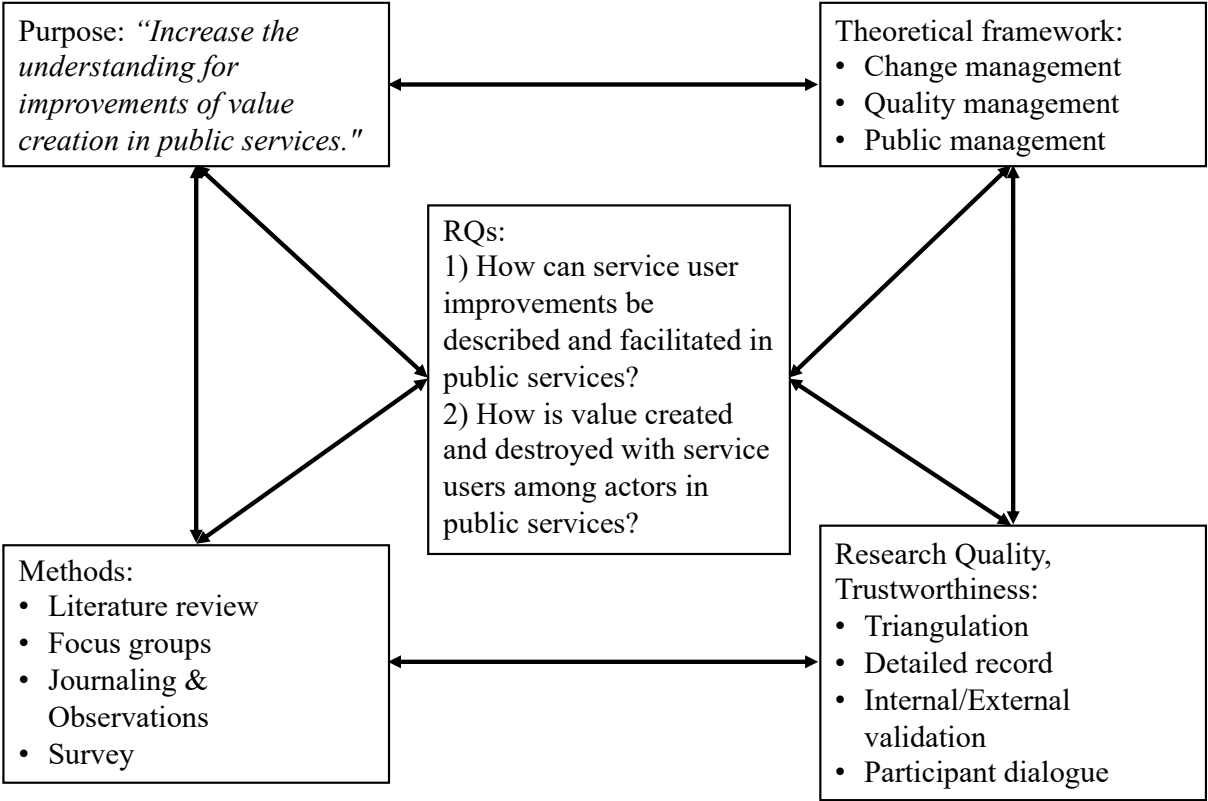 Purpose: “Increase the
understanding for
improvements of value
creation in public services."
Theoretical framework:
• Change management
• Quality management
• Public management
RQs:
1) How can service user
improvements be
described and facilitated in
public services?
2) How is value created
and destroyed with service
users among actors in
public services?
Methods:
• Literature review
• Focus groups
• Journaling &
Observations
• Survey
Research Quality,
Trustworthiness:
• Triangulation
• Detailed record
• Internal/External
validation
• Participant dialogue